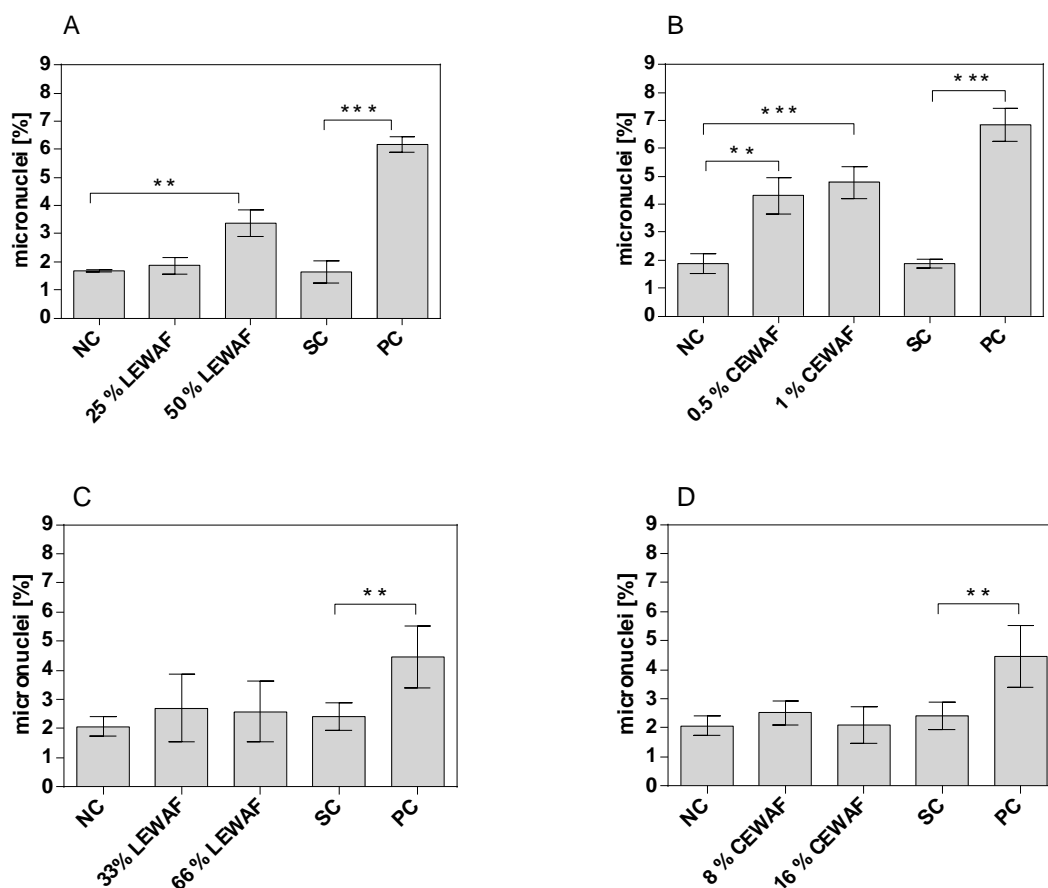 A
micronuclei [%]
9
8
7
6
5
4
3
2
1
0
* *
* * *
NC
25 % LEWAF
50 % LEWAF
SC
PC
B
micronuclei [%]
9
8
7
6
5
4
3
2
1
0
* *
* * *
* * *
NC
0.5 % CEWAF
1 % CEWAF
SC
PC
C
micronuclei [%]
9
8
7
6
5
4
3
2
1
0
* *
NC
33% LEWAF
66 % LEWAF
SC
PC
D
micronuclei [%]
9
8
7
6
5
4
3
2
1
0
* *
NC
8 % CEWAF
16 % CEWAF
SC
PC